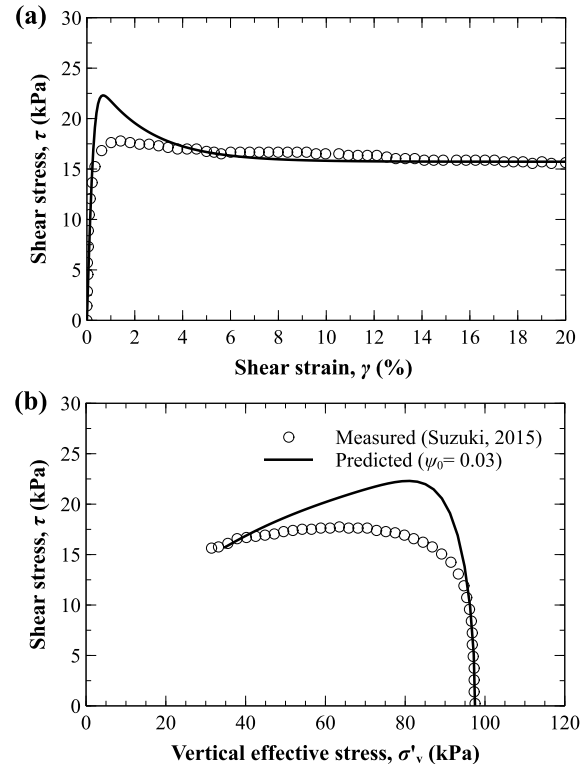 (a)
30
25
20
15
10
5
0
Shear stress, τ (kPa)
0 2 4 6 8 10 12 14 16 18 20
Shear strain, γ (%)
(b)
30
25
20
15
10
5
0
Shear stress, τ (kPa)
Measured (Suzuki, 2015)
Predicted (ψ₀= 0.03)
0 20 40 60 80 100 120
Vertical effective stress, σ'ᵥ (kPa)